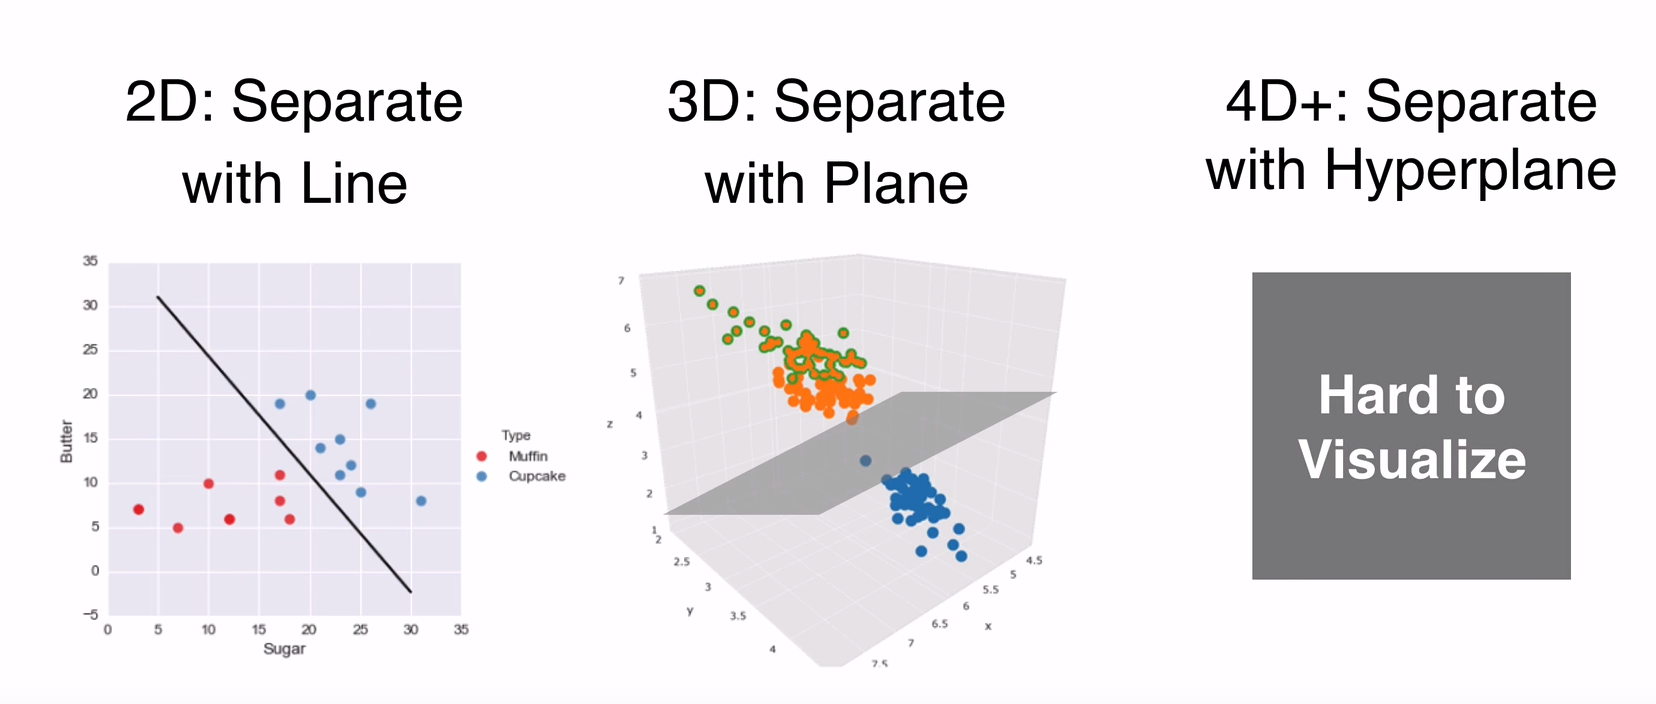 2D: Separate
with Line
3D: Separate
with Plane
4D+: Separate
with Hyperplane
35
30
25
20
15
10
5
0
−5
Butter
0 5 10 15 20 25 30 35
Sugar
Type
Muffin
Cupcake
7
6
5
4
3
2
1
z
2
2.5
3
3.5
4
y
4.5
5
5.5
6
6.5
7
7.5
x
Hard to
Visualize